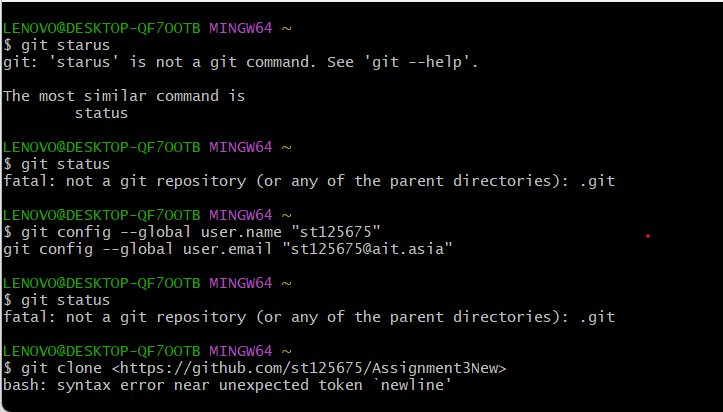 LENOVO@DESKTOP-QF7OOTB MINGW64 ~
$ git starus
git: 'starus' is not a git command. See 'git --help'.
The most similar command is
status
LENOVO@DESKTOP-QF7OOTB MINGW64 ~
$ git status
fatal: not a git repository (or any of the parent directories): .git
LENOVO@DESKTOP-QF7OOTB MINGW64 ~
$ git config --global user.name "st125675"
git config --global user.email "st125675@ait.asia"
LENOVO@DESKTOP-QF7OOTB MINGW64 ~
$ git status
fatal: not a git repository (or any of the parent directories): .git
LENOVO@DESKTOP-QF7OOTB MINGW64 ~
$ git clone <https://github.com/st125675/Assignment3New>
bash: syntax error near unexpected token `newline'